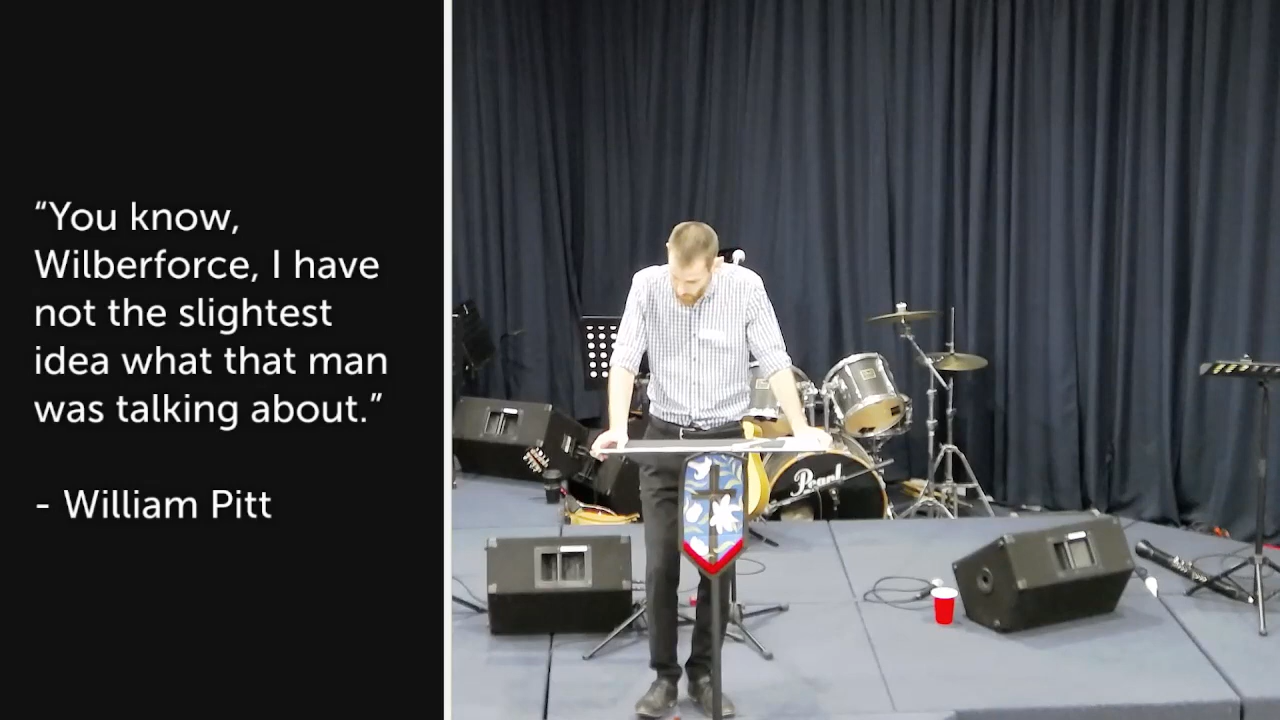 “You know,
Wilberforce, I have
not the slightest
idea what that man
was talking about.”
- William Pitt
Pearl